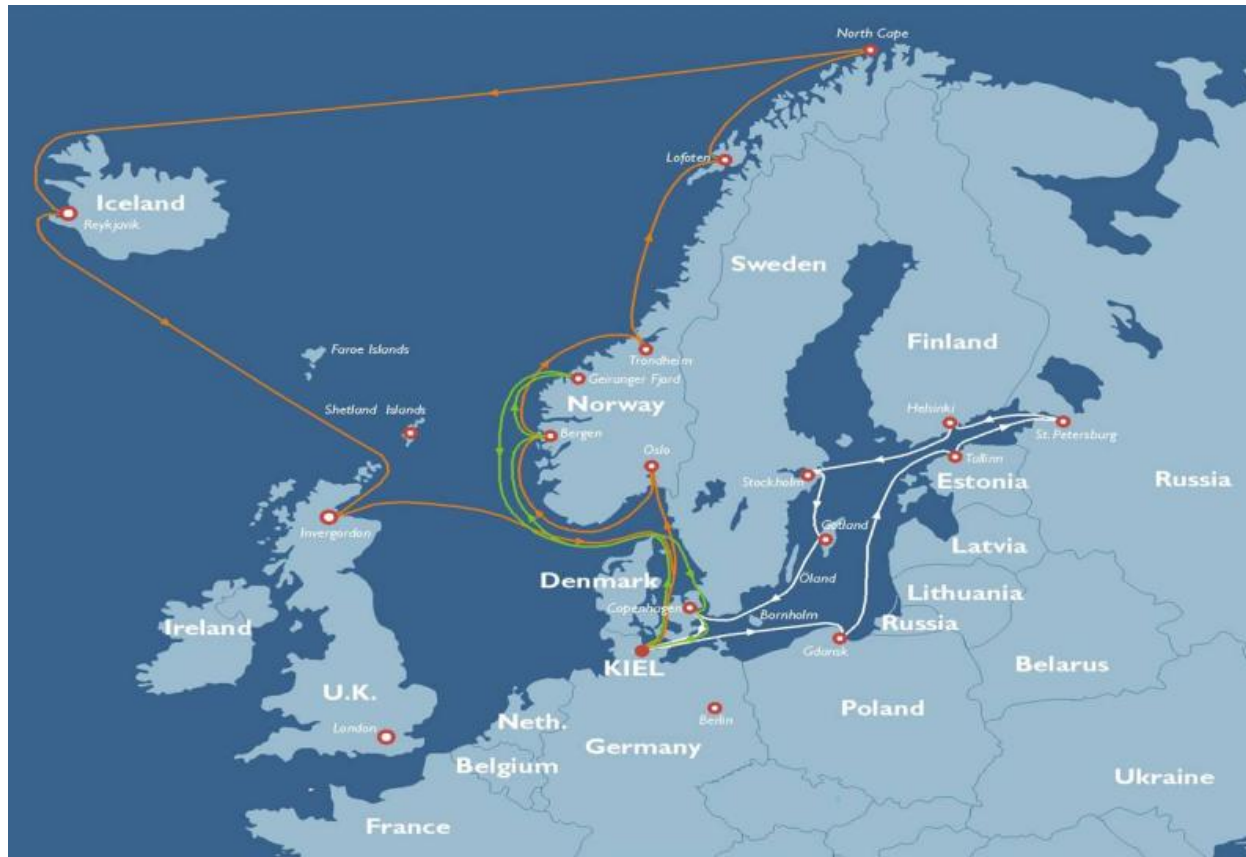 North Cape
Lofoten
Iceland
Reykjavik
Sweden
Finland
Faroe Islands
Trondheim
Geiranger Fjord
Norway
Shetland Islands
Bergen
Helsinki
St. Petersburg
Oslo
Tallinn
Stockholm
Estonia
Russia
Invergordon
Gotland
Latvia
Denmark
Öland
Lithuania
Copenhagen
Bornholm
Russia
Ireland
Gdansk
KIEL
Belarus
U.K.
Poland
Neth.
Berlin
London
Germany
Belgium
Ukraine
France